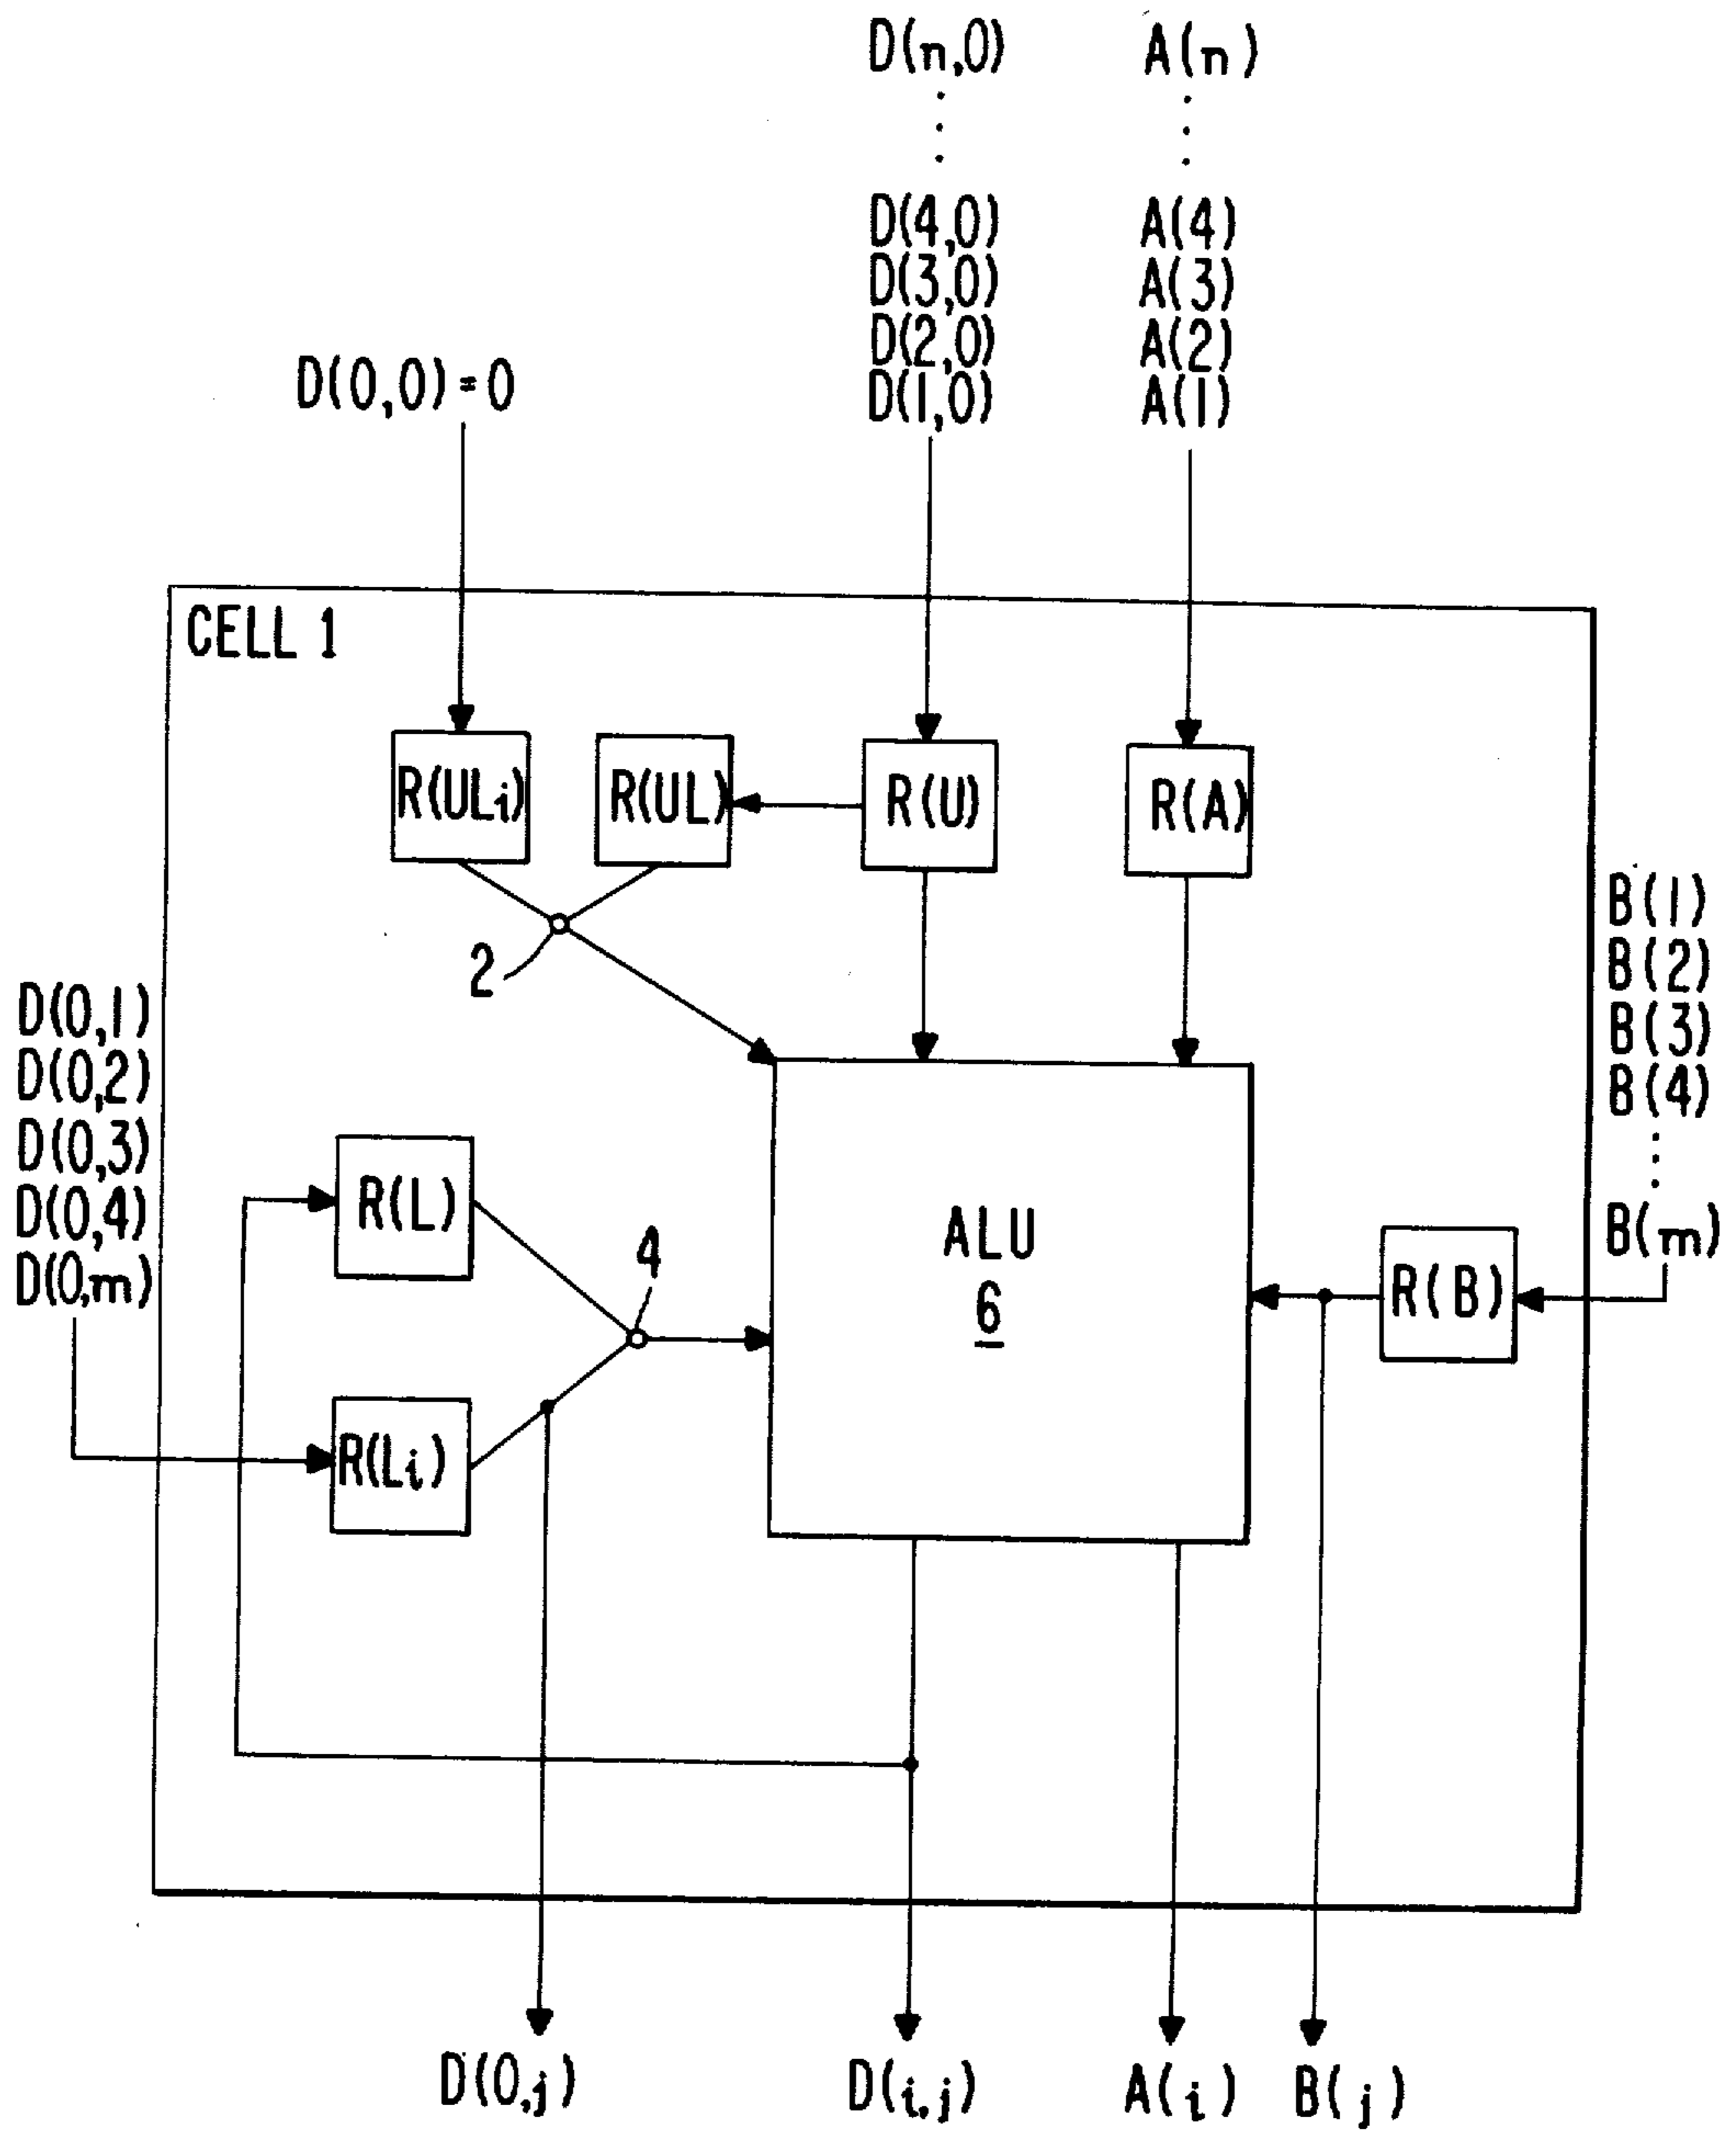 D(n,0)
A(n)
D(4,0)
A(4)
D(3,0)
A(3)
D(2,0)
A(2)
D(0,0)=0
D(1,0)
A(1)
CELL 1
R(ULi)
R(UL)
R(U)
R(A)
2
B(1)
B(2)
B(3)
B(4)
B(m)
D(0,1)
D(0,2)
D(0,3)
D(0,4)
D(0,m)
R(L)
4
ALU
6
R(B)
R(Li)
D(0,j)
D(i,j)
A(i)
B(j)